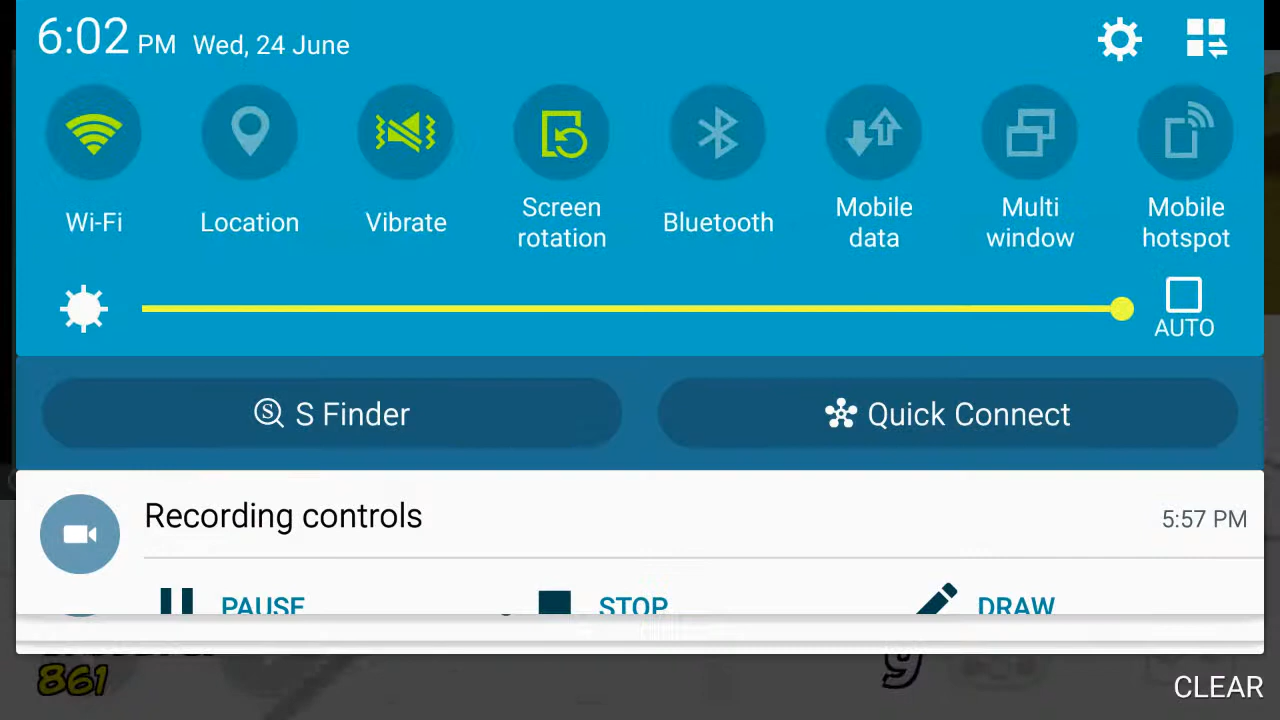 6:02 PM Wed, 24 June
Wi-Fi
Location
Vibrate
Screen
rotation
Bluetooth
Mobile
data
Multi
window
Mobile
hotspot
AUTO
S Finder
Quick Connect
Recording controls
5:57 PM
PAUSE
STOP
DRAW
861
9
CLEAR